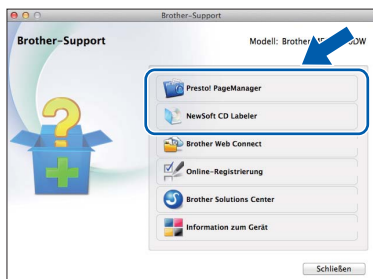 Brother-Support
Brother-Support
Modell: Brother
Presto! PageManager
NewSoft CD Labeler
Brother Web Connect
Online-Registrierung
Brother Solutions Center
Information zum Gerät
Schließen